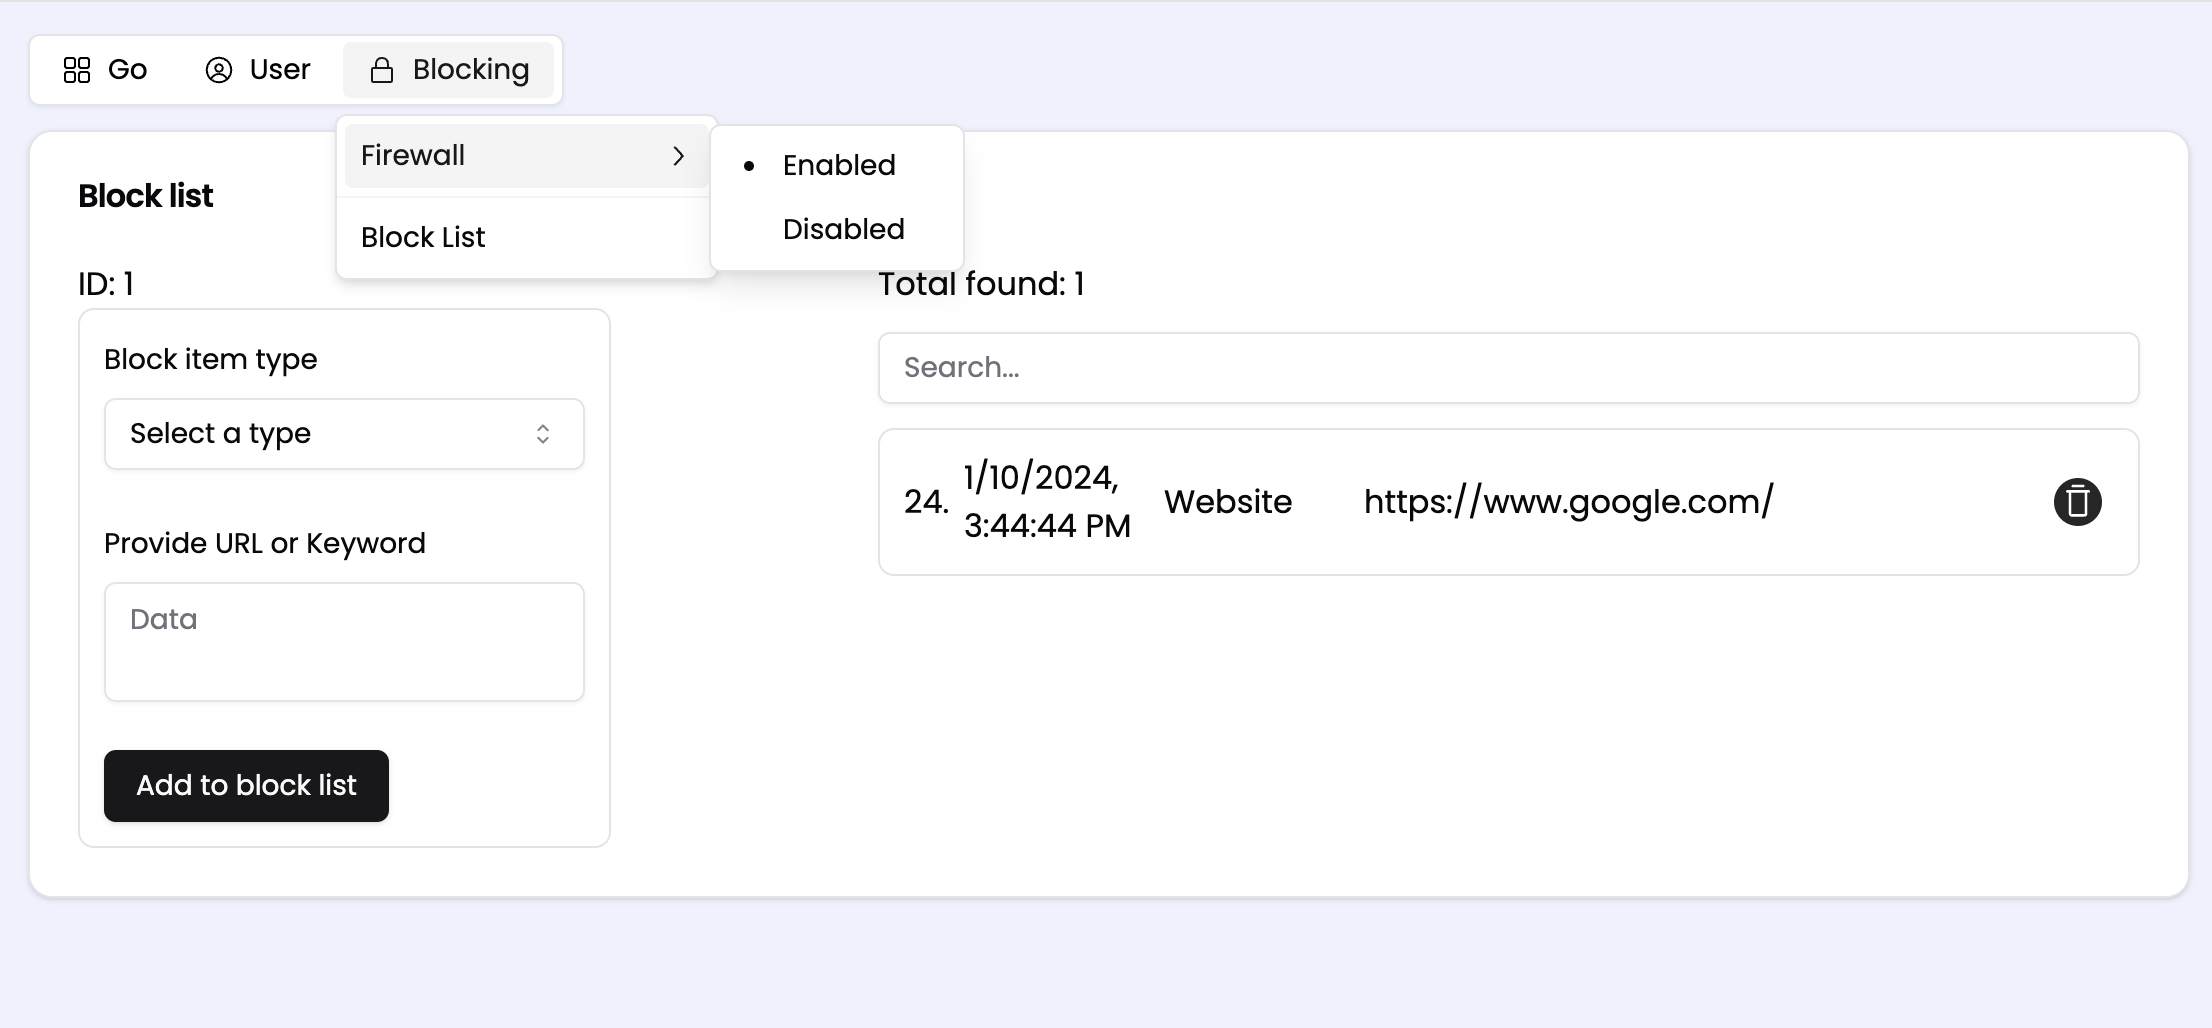 Go
User
Blocking
Firewall
Block List
Enabled
Disabled
Block list
ID: 1
Block item type
Select a type
Provide URL or Keyword
Data
Add to block list
Total found: 1
Search...
24.
1/10/2024,
3:44:44 PM
Website
https://www.google.com/